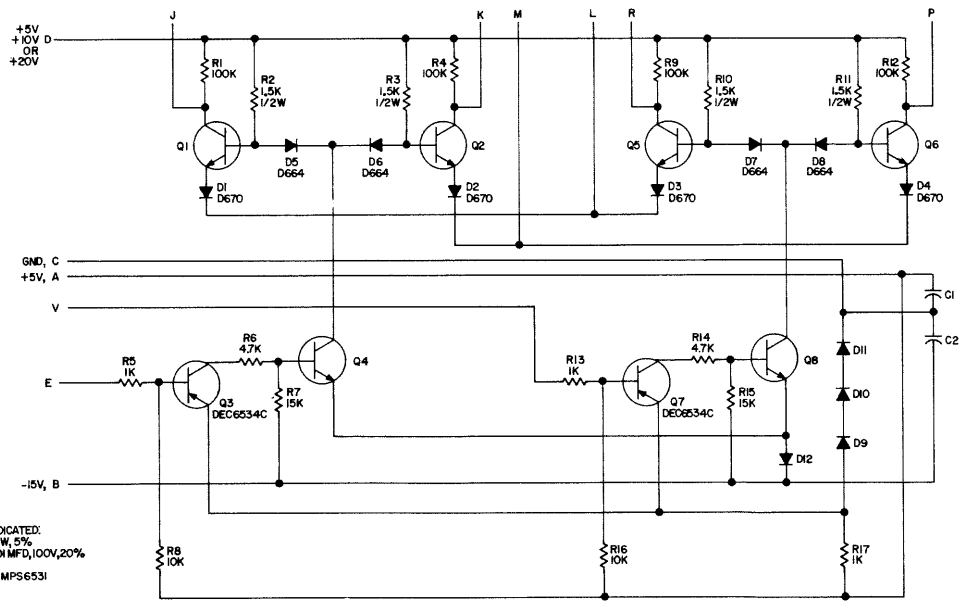 J
K
M
L
R
P
+5V
+10V D
OR
+20V
R1
100K
R2
1.5K
1/2W
R3
1.5K
1/2W
R4
100K
R9
100K
R10
1.5K
1/2W
R11
1.5K
1/2W
R12
100K
Q1
D5
D664
D6
D664
Q2
Q5
D7
D664
D8
D664
Q6
D1
D670
D2
D670
D3
D670
D4
D670
GND, C
+5V, A
V
C1
C2
R6
4.7K
Q4
R14
4.7K
Q8
D11
R5
1K
E
Q3
DEC6534C
R7
15K
R13
1K
Q7
DEC6534C
R15
15K
D10
D9
D12
-15V, B
DICATED:
W, 5%
MFD, 100V, 20%
MPS6531
R8
10K
R16
10K
R17
1K